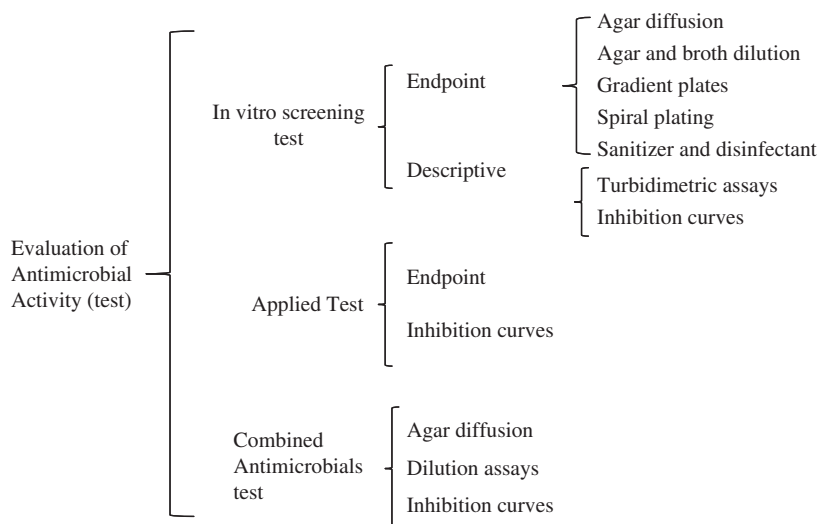 Evaluation of
Antimicrobial
Activity (test)
In vitro screening
test
Endpoint
Agar diffusion
Agar and broth dilution
Gradient plates
Spiral plating
Sanitizer and disinfectant
Descriptive
Turbidimetric assays
Inhibition curves
Applied Test
Endpoint
Inhibition curves
Combined
Antimicrobials
test
Agar diffusion
Dilution assays
Inhibition curves